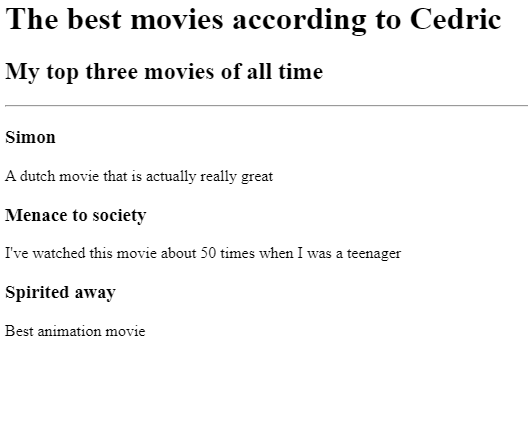 The best movies according to Cedric
My top three movies of all time
Simon
A dutch movie that is actually really great
Menace to society
I've watched this movie about 50 times when I was a teenager
Spirited away
Best animation movie